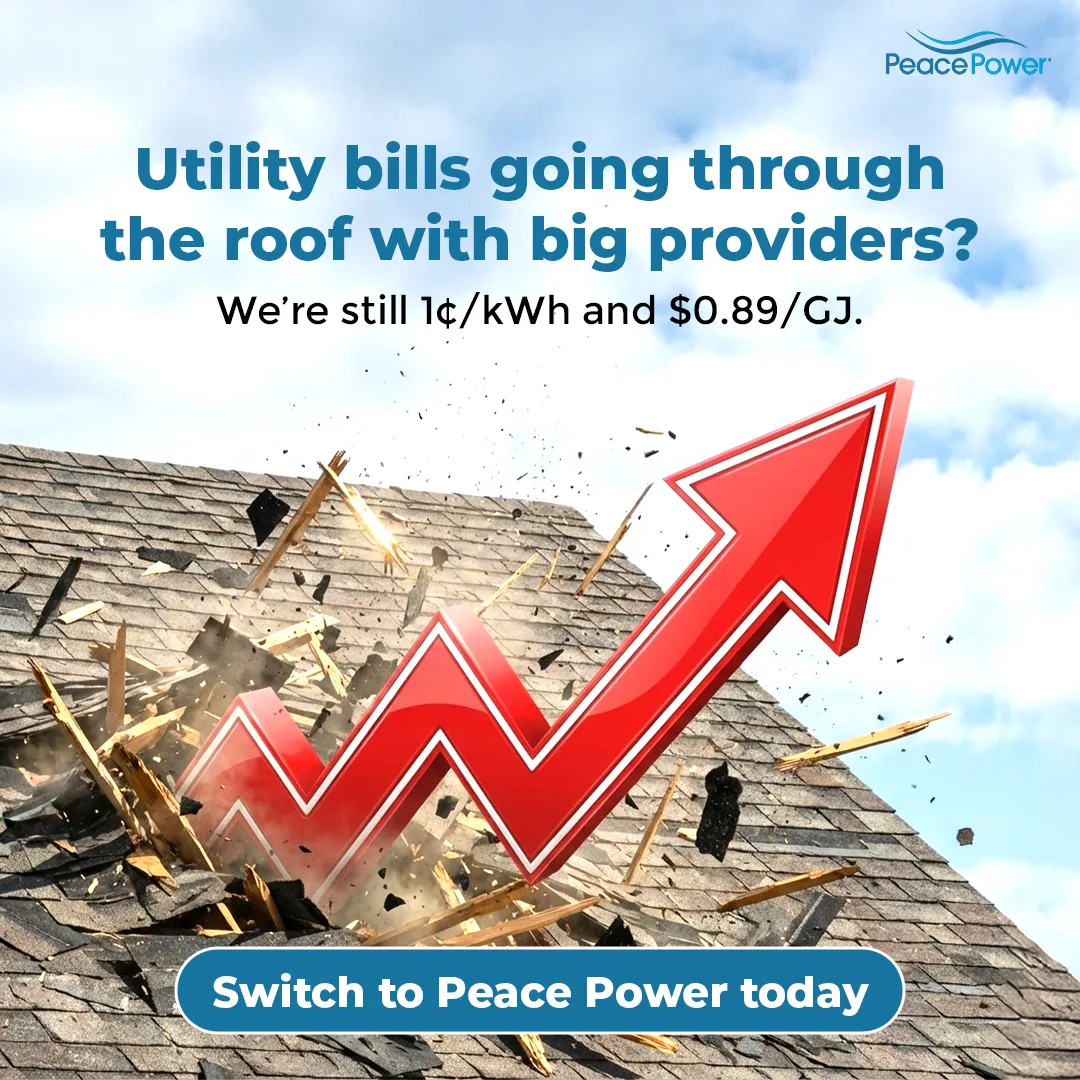 PeacePower
Utility bills going through
the roof with big providers?
We’re still 1¢/kWh and $0.89/GJ.
Switch to Peace Power today